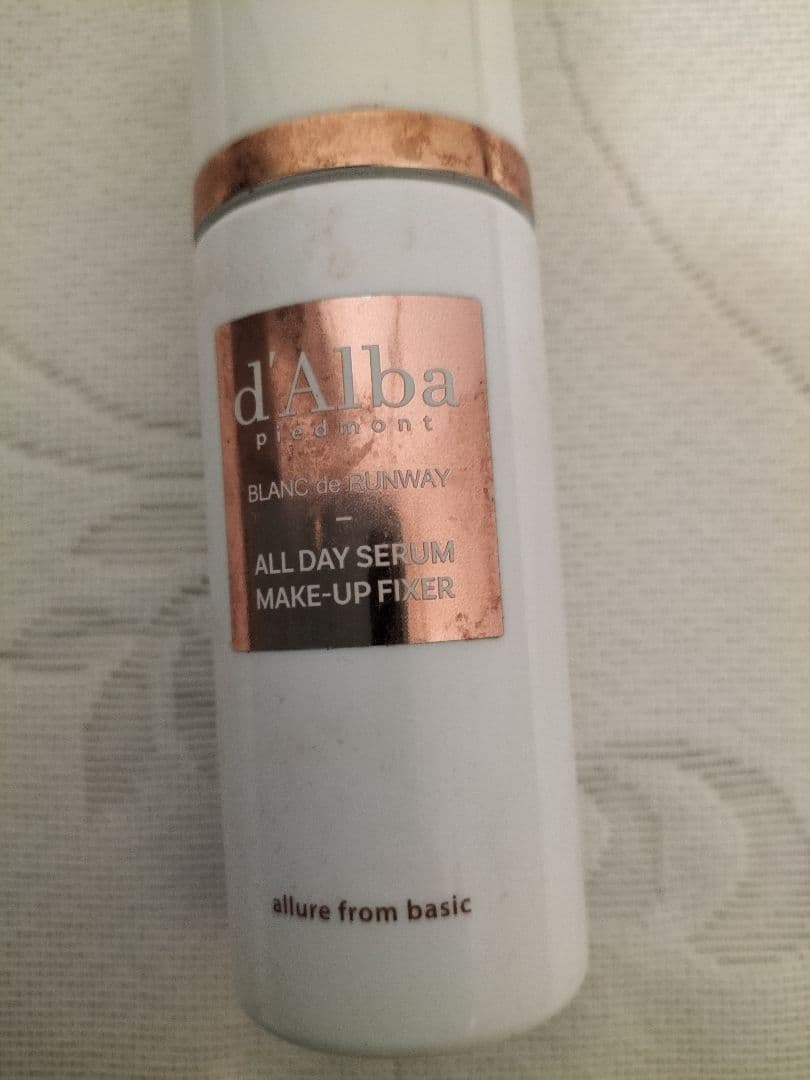 d'Alba
piedmont
BLANC de RUNWAY
ALL DAY SERUM
MAKE-UP FIXER
allure from basic